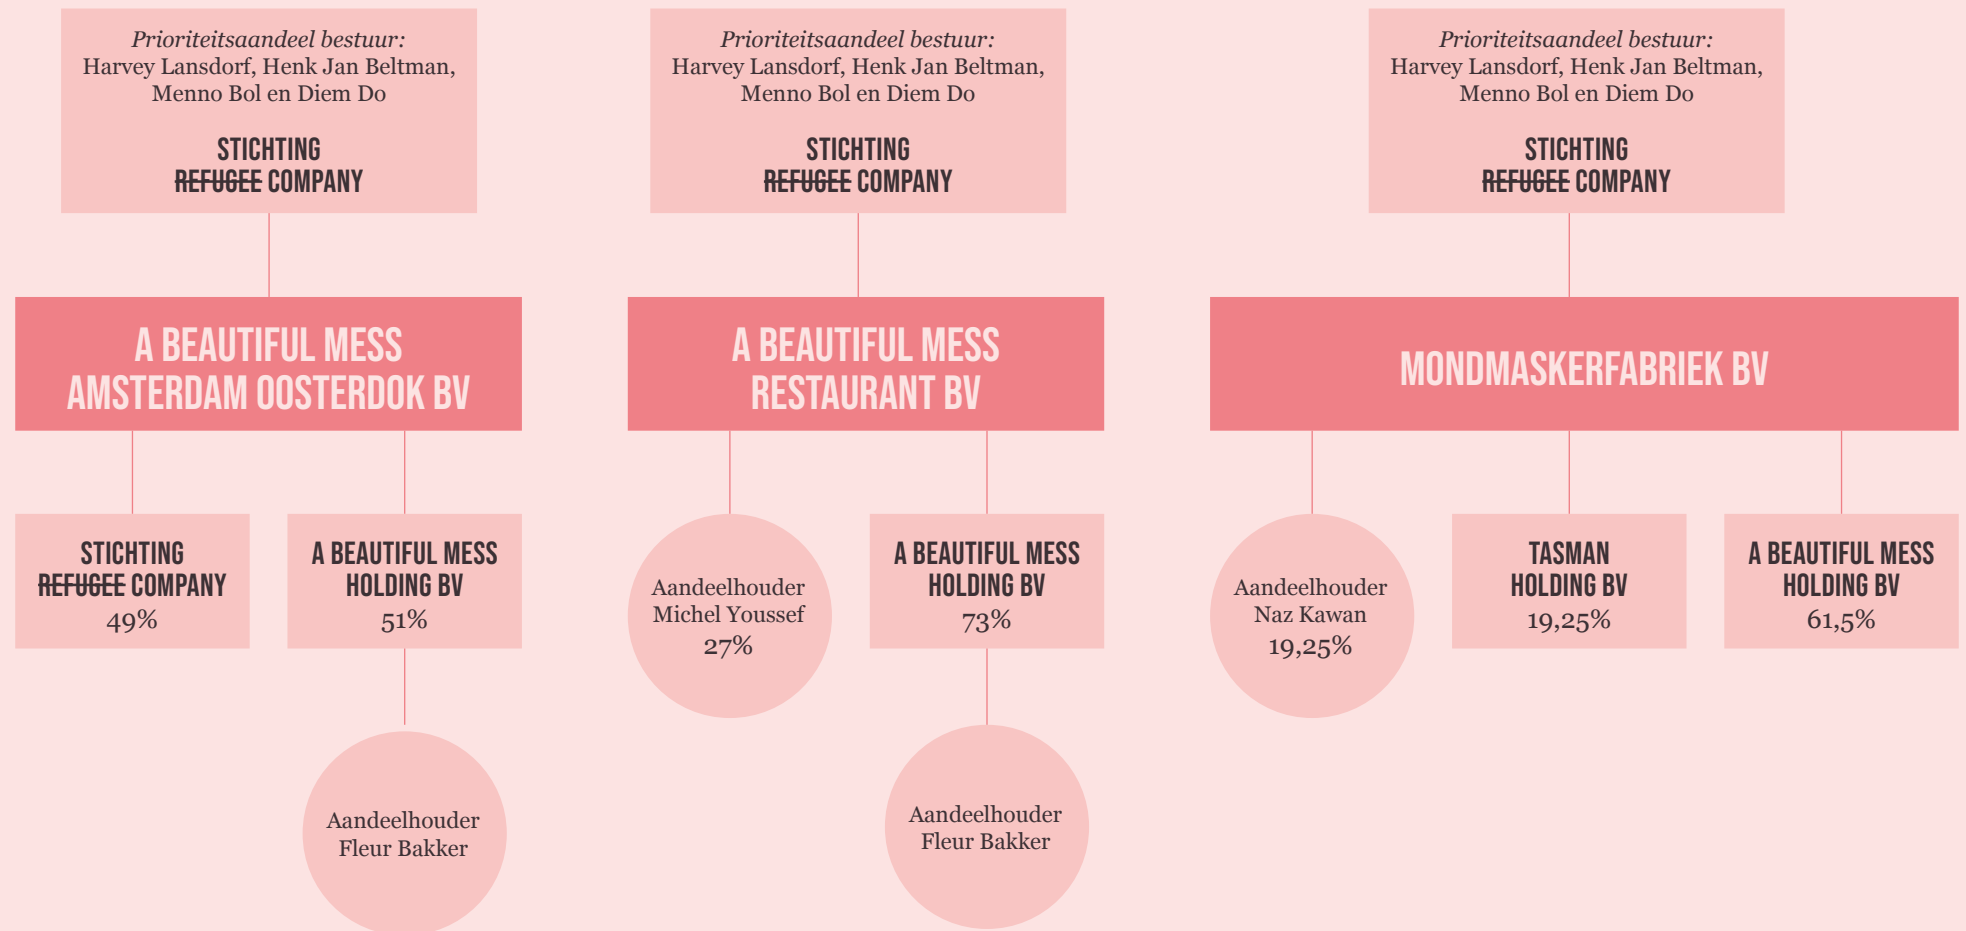 Prioriteitsaandeel bestuur:
Harvey Lansdorf, Henk Jan Beltman,
Menno Bol en Diem Do
STICHTING
REFUGEE COMPANY
A BEAUTIFUL MESS
AMSTERDAM OOSTERDOK BV
STICHTING
REFUGEE COMPANY
49%
A BEAUTIFUL MESS
HOLDING BV
51%
Aandeelhouder
Fleur Bakker
Prioriteitsaandeel bestuur:
Harvey Lansdorf, Henk Jan Beltman,
Menno Bol en Diem Do
STICHTING
REFUGEE COMPANY
A BEAUTIFUL MESS
RESTAURANT BV
Aandeelhouder
Michel Youssef
27%
A BEAUTIFUL MESS
HOLDING BV
73%
Aandeelhouder
Fleur Bakker
Prioriteitsaandeel bestuur:
Harvey Lansdorf, Henk Jan Beltman,
Menno Bol en Diem Do
STICHTING
REFUGEE COMPANY
MONDMASKERFABRIEK BV
Aandeelhouder
Naz Kawan
19,25%
TASMAN
HOLDING BV
19,25%
A BEAUTIFUL MESS
HOLDING BV
61,5%